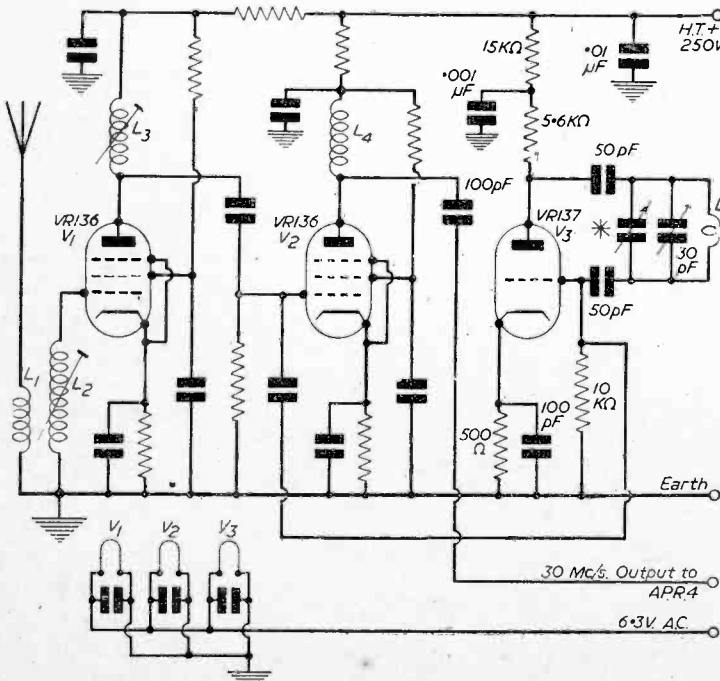 H.T.+
250V
15KΩ
·01
μF
·001
μF
5·6KΩ
L3
L4
50pF
100pF
VR136
V1
VR136
V2
VR137
V3
*
30
pF
50pF
L1
L2
10
KΩ
100
pF
500
Ω
Earth
V1
V2
V3
30 Mc/s. Output to
APR4
6·3V. A.C.